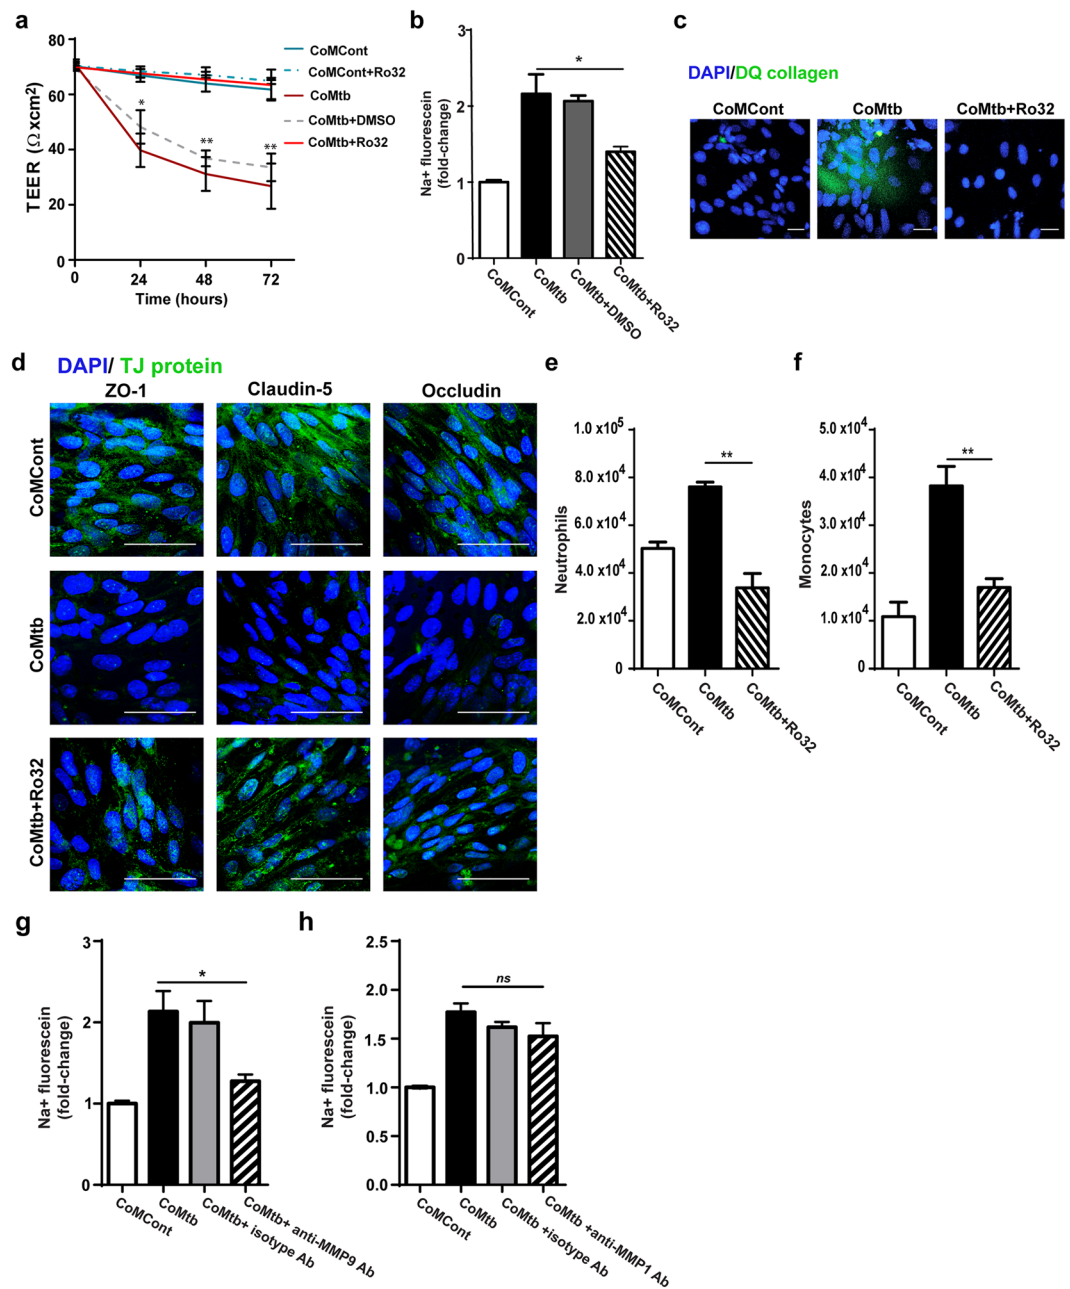 a
TEER (Ω xcm2)
80
60
40
20
0
0
24
48
72
Time (hours)
*
**
**
CoMCont
CoMCont+Ro32
CoMtb
CoMtb+DMSO
CoMtb+Ro32
b
Na+ fluorescein
(fold-change)
3
2
1
0
*
CoMCont
CoMtb
CoMtb+DMSO
CoMtb+Ro32
c
DAPI/DQ collagen
CoMCont
CoMtb
CoMtb+Ro32
d
DAPI/ TJ protein
ZO-1
Claudin-5
Occludin
CoMCont
CoMtb
CoMtb+Ro32
e
Neutrophils
1.0 x10⁵
8.0 x10⁴
6.0 x10⁴
4.0 x10⁴
2.0 x10⁴
0
**
CoMCont
CoMtb
CoMtb+Ro32
f
Monocytes
5.0 x10⁴
4.0 x10⁴
3.0 x10⁴
2.0 x10⁴
1.0 x10⁴
0
**
CoMCont
CoMtb
CoMtb+Ro32
g
Na+ fluorescein
(fold-change)
3
2
1
0
*
CoMCont
CoMtb
CoMtb+ isotype Ab
CoMtb+ anti-MMP9 Ab
h
Na+ fluorescein
(fold-change)
2.5
2.0
1.5
1.0
0.5
0.0
ns
CoMCont
CoMtb
CoMtb +isotype Ab
CoMtb +anti-MMP1 Ab